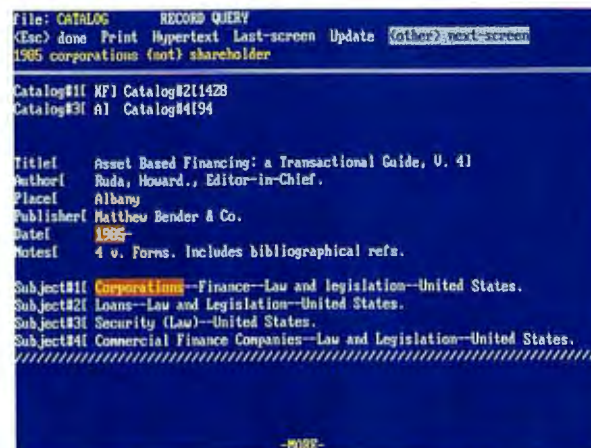 File: CATALOG RECORD QUERY
<Esc> done Print Hypertext Last-screen Update <other> next-screen
1985 corporations {not} shareholder
Catalog#1[ KF] Catalog#2[1428
Catalog#3[ A] Catalog#4[94
Title[ Asset Based Financing: a Transactional Guide, V. 4]
Author[ Ruda, Howard., Editor-in-Chief.
Place[ Albany
Publisher[ Matthew Bender & Co.
Date[ 1985-
Notes[ 4 v. Forms. Includes bibliographical refs.
Subject#1[ Corporations--Finance--Law and legislation--United States.
Subject#2[ Loans--Law and Legislation--United States.
Subject#3[ Security (Law)--United States.
Subject#4[ Commercial Finance Companies--Law and Legislation--United States.
-MORE-